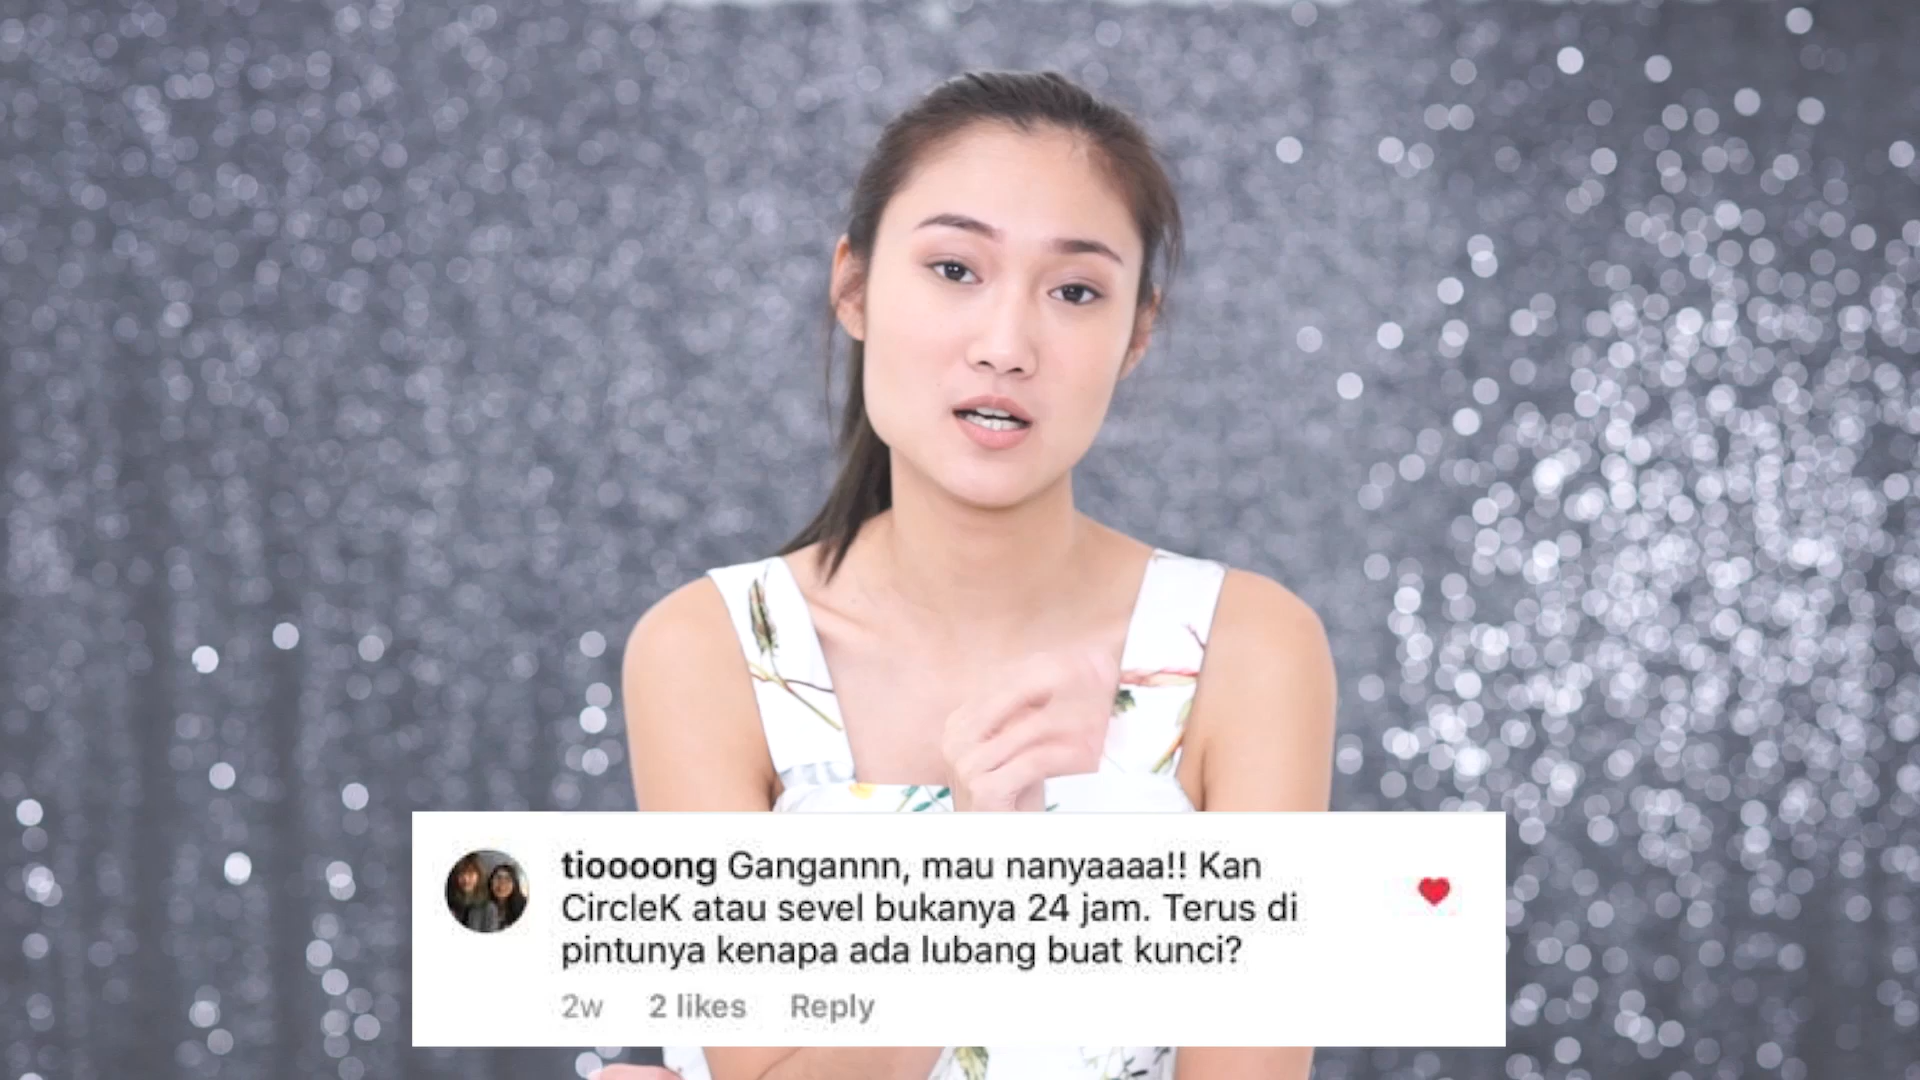 tioooong Gangannn, mau nanyaaaa!! Kan
CircleK atau sevel bukanya 24 jam. Terus di
pintunya kenapa ada lubang buat kunci?
2w 2 likes Reply